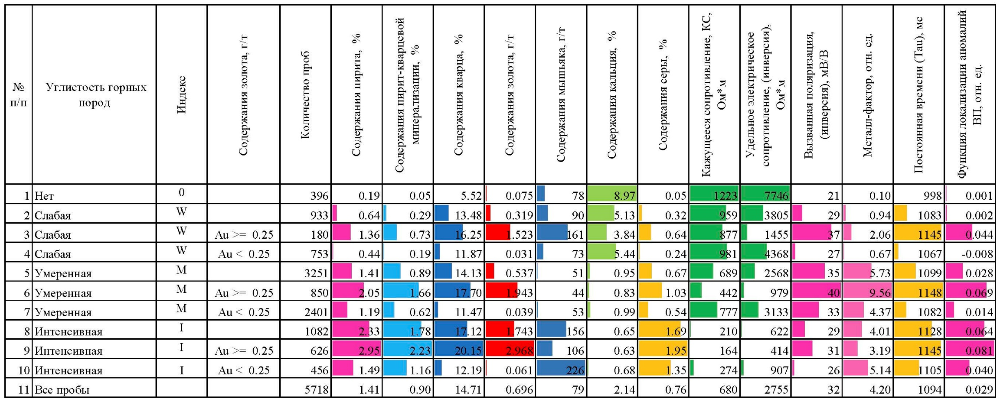 № п/п
Углистость горных пород
Индекс
Содержания золота, г/т
Количество проб
Содержания пирита, %
Содержания пирит-кварцевой минерализации, %
Содержания кварца, %
Содержания золота, г/т
Содержания мышьяка, г/т
Содержания кальция, %
Содержания серы, %
Кажущееся сопротивление, КС, Ом*м
Удельное электрическое сопротивление, (инверсия), Ом*м
Вызванная поляризация, (инверсия), мВ/В
Металл-фактор, отн. ед.
Постоянная времени (Tau), мс
Функция локализации аномалий ВП, отн. ед.
1 Нет 0 396 0.19 0.05 5.52 0.075 78 8.97 0.05 1223 7746 21 0.10 998 0.001
2 Слабая W 933 0.64 0.29 13.48 0.319 90 5.13 0.32 959 3805 29 0.94 1083 0.002
3 Слабая W Au >= 0.25 180 1.36 0.73 16.25 1.523 161 3.84 0.64 877 1455 37 2.06 1145 0.044
4 Слабая W Au < 0.25 753 0.44 0.19 11.87 0.031 73 5.44 0.24 981 4368 27 0.67 1067 -0.008
5 Умеренная M 3251 1.41 0.89 14.13 0.537 51 0.95 0.67 689 2568 35 5.73 1099 0.028
6 Умеренная M Au >= 0.25 850 2.05 1.66 17.70 1.943 44 0.83 1.03 442 979 40 9.56 1148 0.069
7 Умеренная M Au < 0.25 2401 1.19 0.62 11.47 0.039 53 0.99 0.54 777 3133 33 4.37 1082 0.014
8 Интенсивная I 1082 2.33 1.78 17.12 1.743 156 0.65 1.69 210 622 29 4.01 1128 0.064
9 Интенсивная I Au >= 0.25 626 2.95 2.23 20.15 2.968 106 0.63 1.95 164 414 31 3.19 1145 0.081
10 Интенсивная I Au < 0.25 456 1.49 1.16 12.19 0.061 226 0.68 1.35 274 907 26 5.14 1105 0.040
11 Все пробы 5718 1.41 0.90 14.71 0.696 79 2.14 0.76 680 2755 32 4.20 1094 0.029